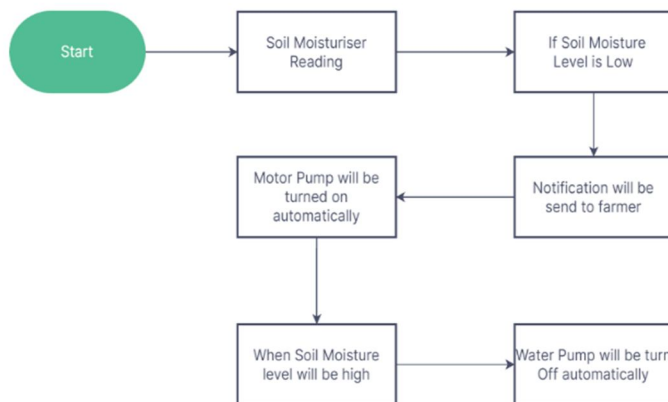 Start
Soil Moisturiser
Reading
If Soil Moisture
Level is Low
Notification will be
send to farmer
Motor Pump will be
turned on
automatically
When Soil Moisture
level will be high
Water Pump will be turn
Off automatically